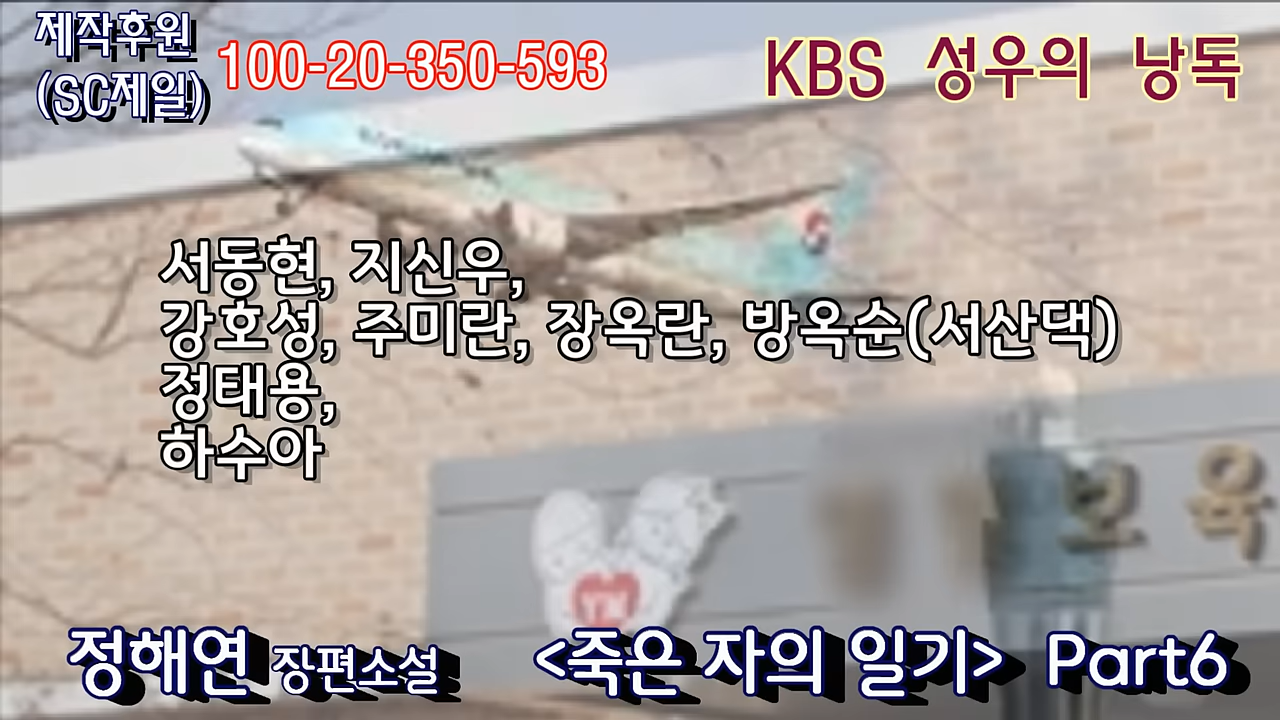 제작후원
(SC제일)
100-20-350-593
KBS 성우의 낭독
서동현, 지신우,
강호성, 주미란, 장옥란, 방옥순(서산댁)
정태용,
하수아
보육
정해연 장편소설 <죽은 자의 일기> Part6